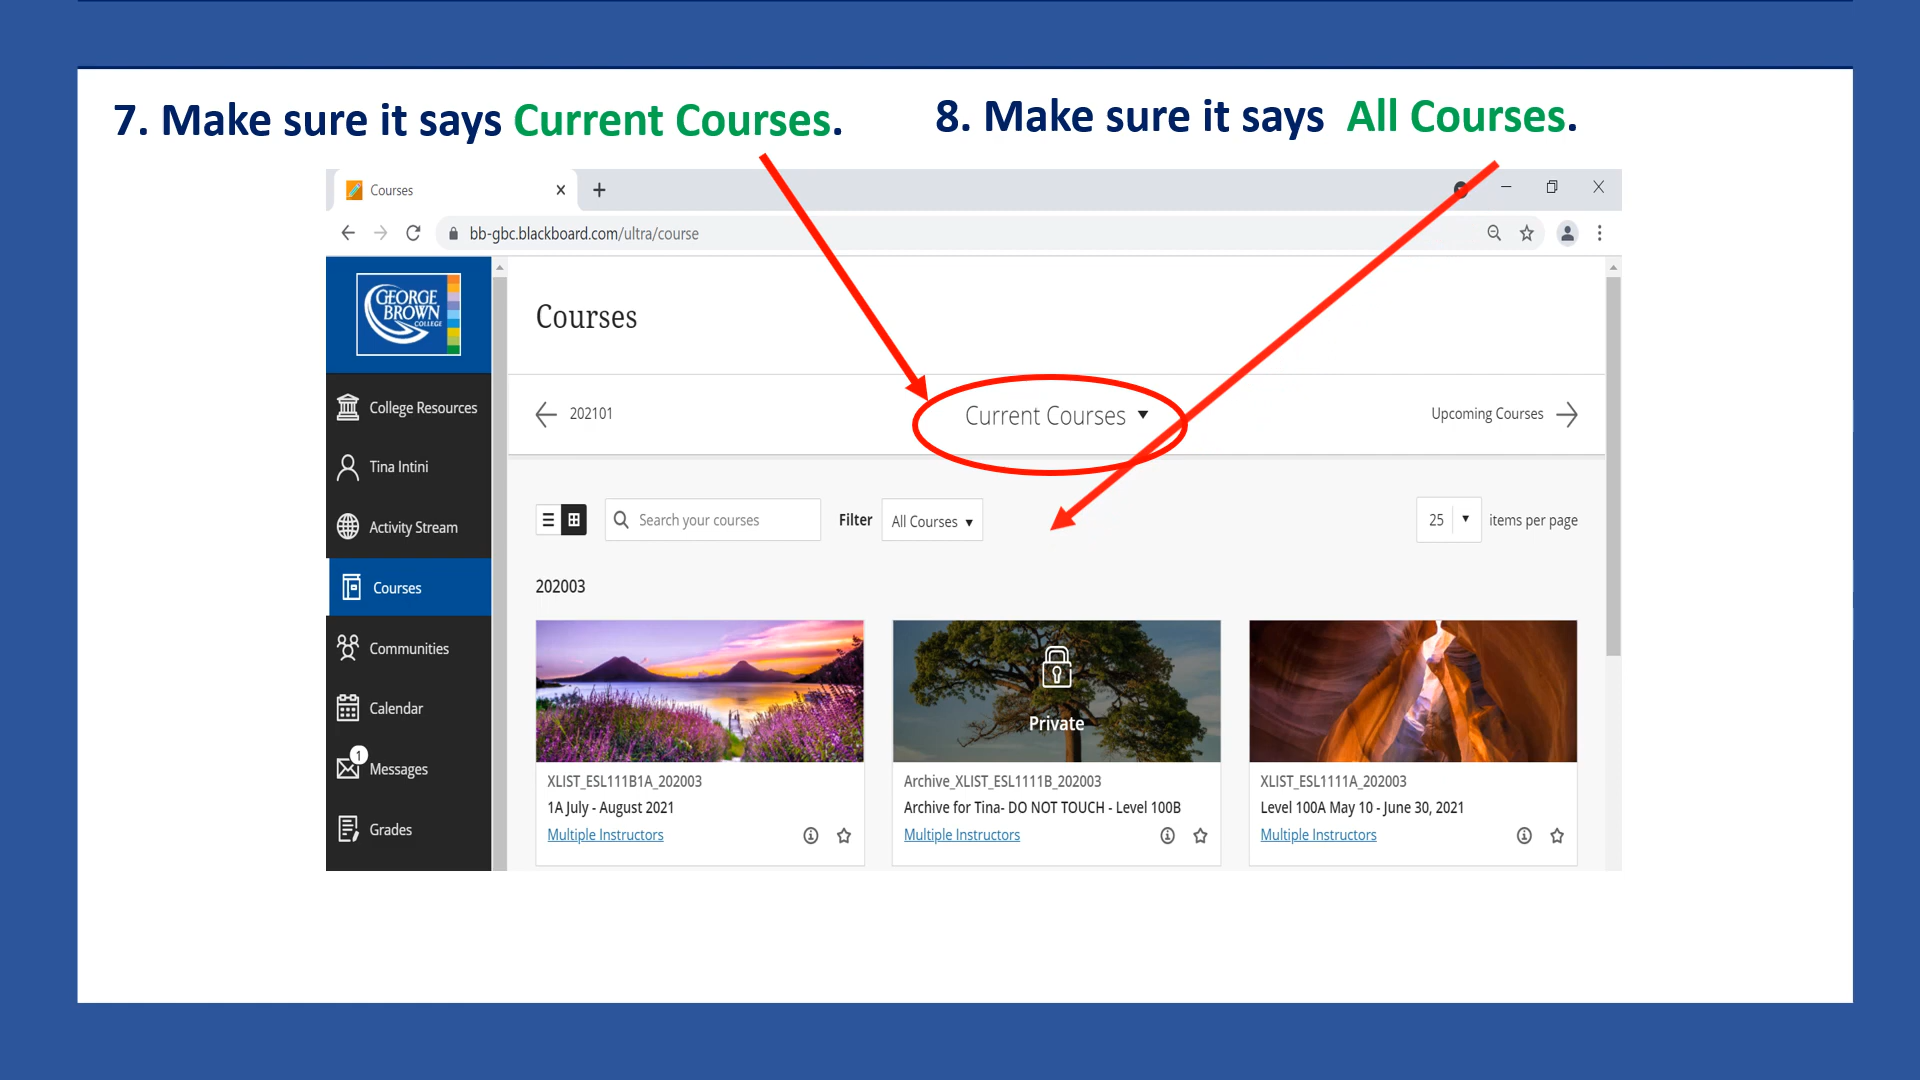 7. Make sure it says Current Courses.
8. Make sure it says All Courses.
Courses
bb-gbc.blackboard.com/ultra/course
GEORGE
BROWN
COLLEGE
College Resources
Tina Intini
Activity Stream
Courses
Communities
Calendar
1
Messages
Grades
Courses
202101
Current Courses
Upcoming Courses
Search your courses
Filter
All Courses
25
items per page
202003
XLIST_ESL111B1A_202003
1A July - August 2021
Multiple Instructors
Private
Archive_XLIST_ESL1111B_202003
Archive for Tina- DO NOT TOUCH - Level 100B
Multiple Instructors
XLIST_ESL1111A_202003
Level 100A May 10 - June 30, 2021
Multiple Instructors